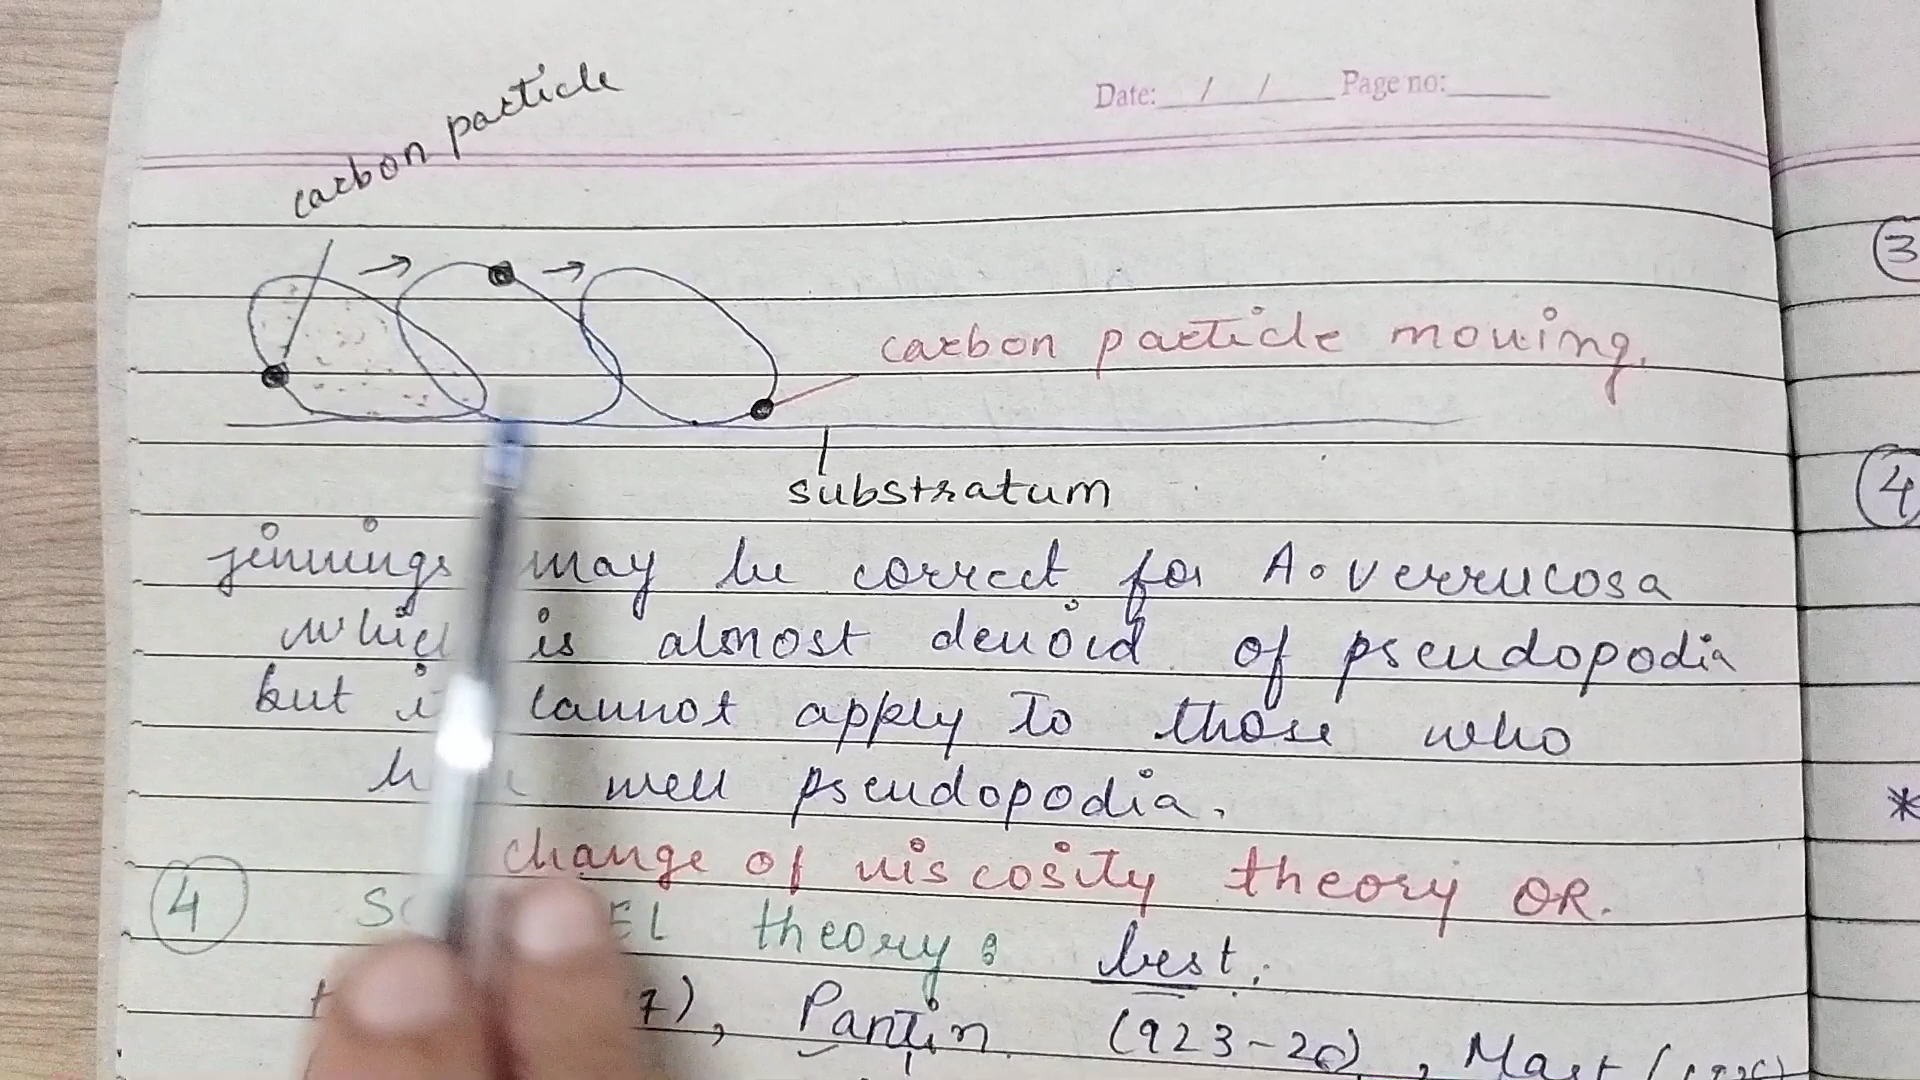 Date: / / Page no:
carbon particle
carbon particle moving.
substratum
jennings may be correct for A. verrucosa
is almost devoid of pseudopodia
but cannot apply to those who
well pseudopodia.
change of viscosity theory OR.
4 theory: best.
7), Pantin (923-26), Mast
3
4
*